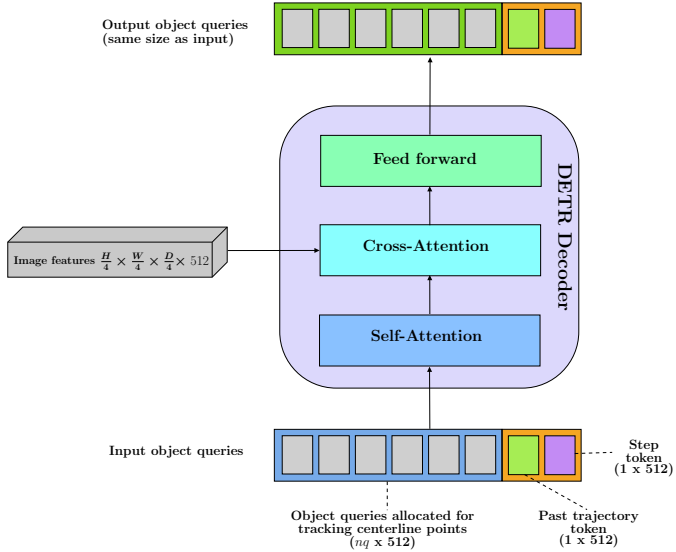 Output object queries
(same size as input)
Feed forward
DETR Decoder
Cross-Attention
Image features H/4 × W/4 × D/4 × 512
Self-Attention
Input object queries
Step
token
(1 x 512)
Object queries allocated for
tracking centerline points
(nq x 512)
Past trajectory
token
(1 x 512)